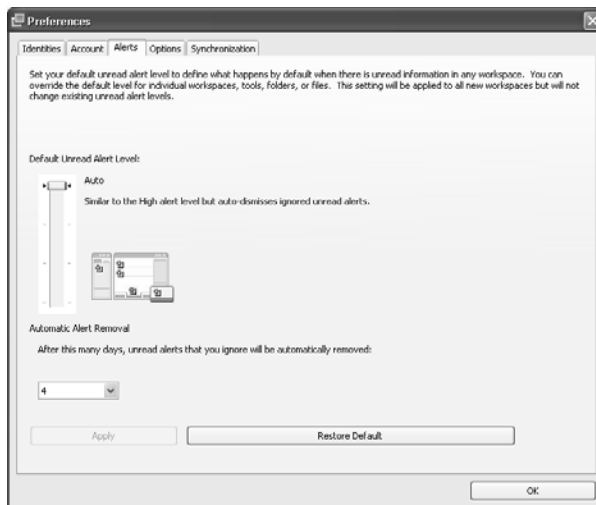 Preferences
Identities Account Alerts Options Synchronization
Set your default unread alert level to define what happens by default when there is unread information in any workspace. You can
override the default level for individual workspaces, tools, folders, or files. This setting will be applied to all new workspaces but will not
change existing unread alert levels.
Default Unread Alert Level:
Auto
Similar to the High alert level but auto-dismisses ignored unread alerts.
Automatic Alert Removal
After this many days, unread alerts that you ignore will be automatically removed:
4
Apply Restore Default
OK